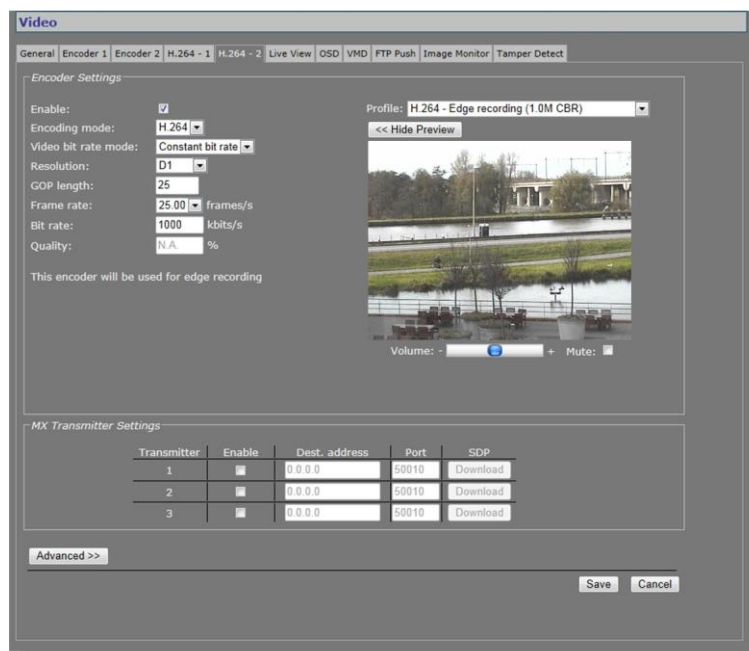 Video
General Encoder 1 Encoder 2 H.264 - 1 H.264 - 2 Live View OSD VMD FTP Push Image Monitor Tamper Detect
Encoder Settings
Enable:
Profile: H.264 - Edge recording (1.0M CBR)
Encoding mode: H.264
<< Hide Preview
Video bit rate mode: Constant bit rate
Resolution: D1
GOP length: 25
Frame rate: 25.00 frames/s
Bit rate: 1000 kbits/s
Quality: N.A. %
This encoder will be used for edge recording
Volume: - + Mute:
MX Transmitter Settings
Transmitter Enable Dest. address Port SDP
1 0.0.0.0 50010 Download
2 0.0.0.0 50010 Download
3 0.0.0.0 50010 Download
Advanced >>
Save Cancel